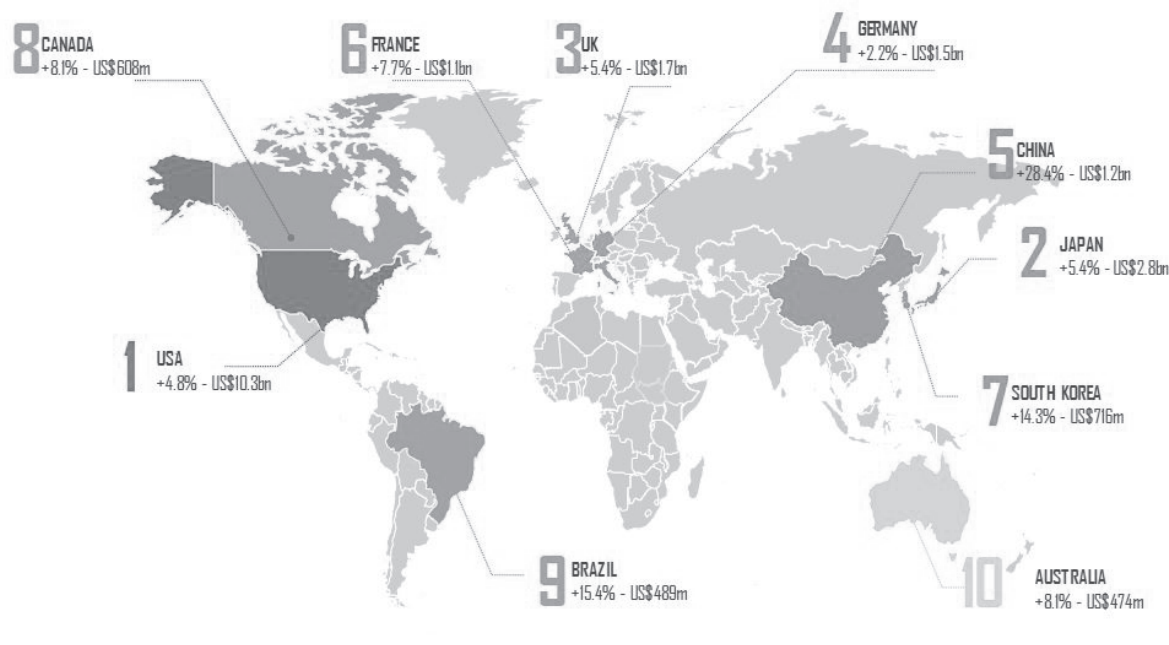 8 CANADA
+8.1% - US$608m
6 FRANCE
+7.7% - US$1.1bn
3 UK
+5.4% - US$1.7bn
4 GERMANY
+2.2% - US$1.5bn
5 CHINA
+28.4% - US$1.2bn
2 JAPAN
+5.4% - US$2.8bn
1 USA
+4.8% - US$10.3bn
7 SOUTH KOREA
+14.3% - US$716m
9 BRAZIL
+15.4% - US$489m
10 AUSTRALIA
+8.1% - US$474m